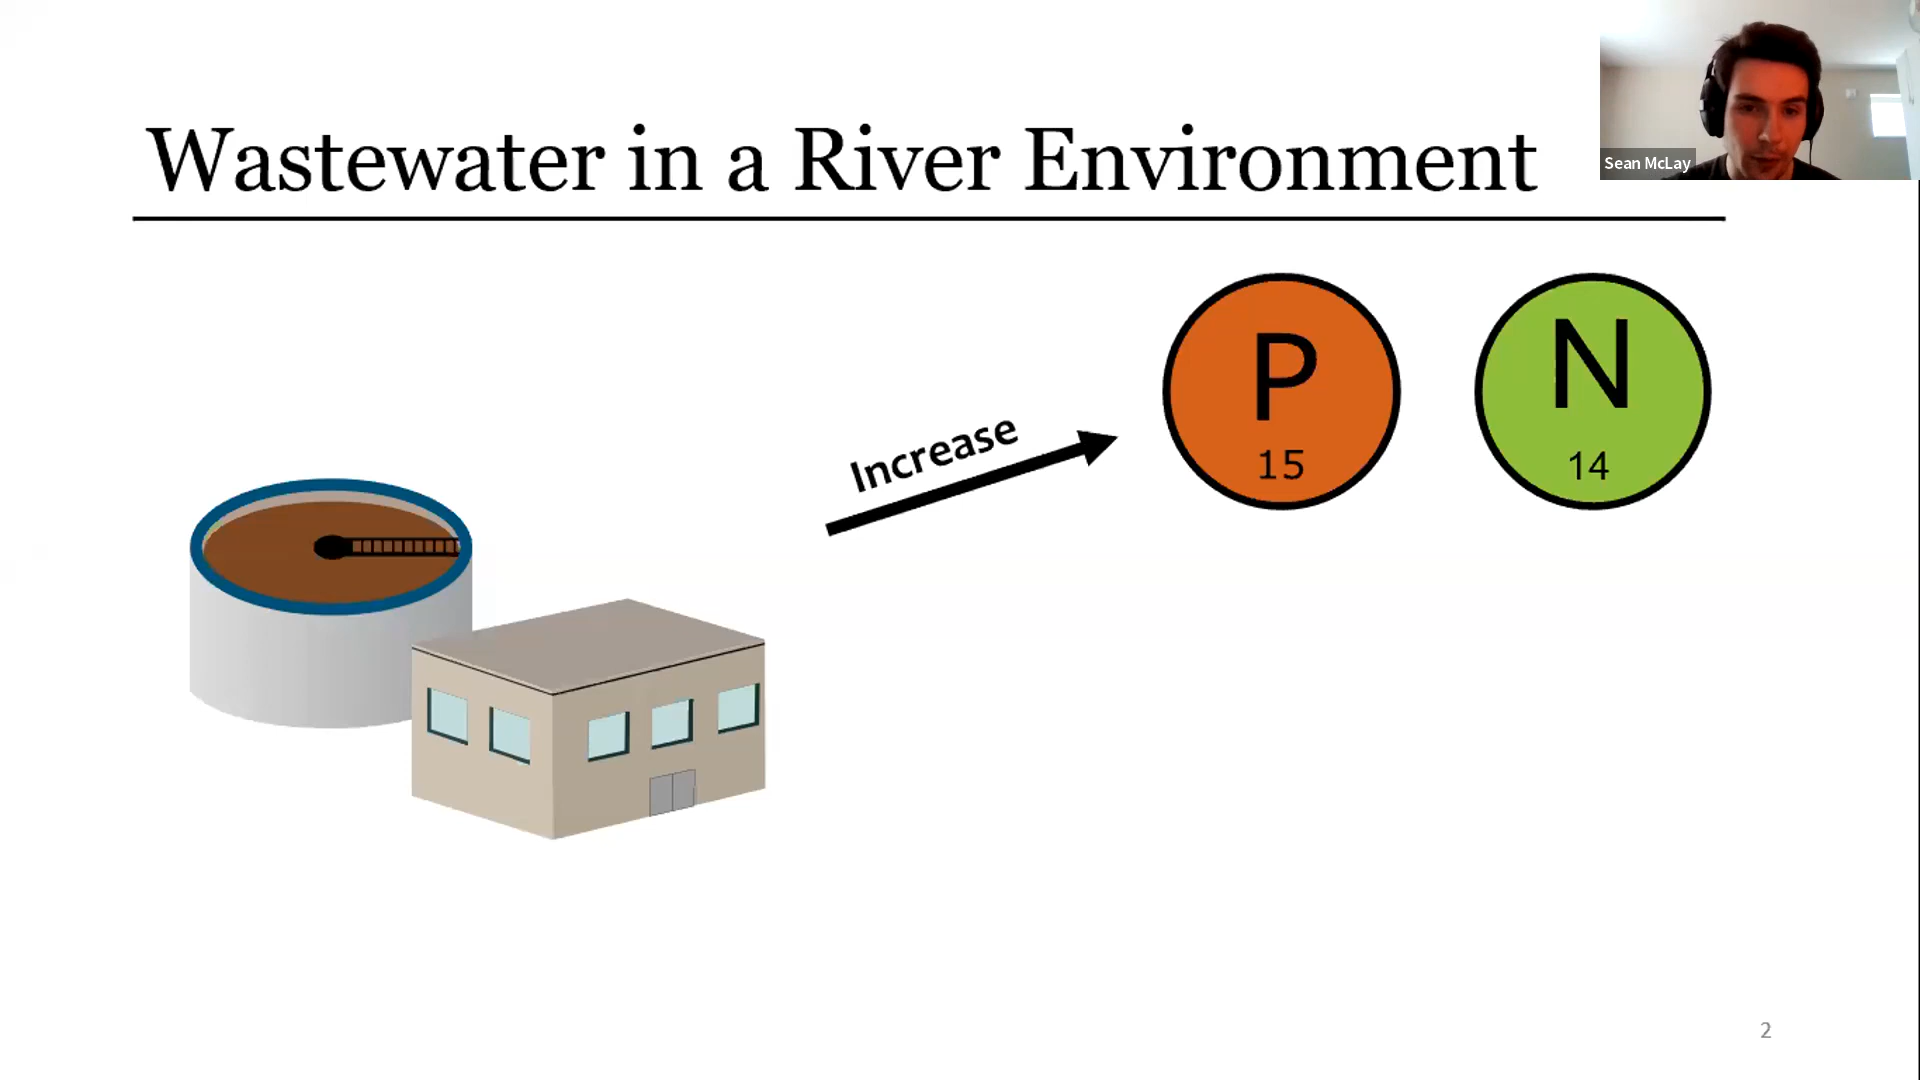 Wastewater in a River Environment
Sean McLay
Increase
P
15
N
14
2